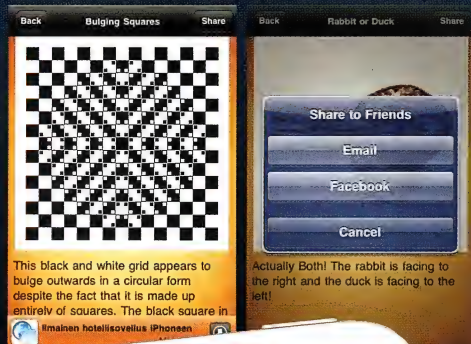 Back Bulging Squares Share
This black and white grid appears to
bulge outwards in a circular form
despite the fact that it is made up
entirely of squares. The black square in
Ilmainen hotellisovellus iPhoneen
Back Rabbit or Duck Share
Share to Friends
Email
Facebook
Cancel
Actually Both! The rabbit is facing to
the right and the duck is facing to the
left!